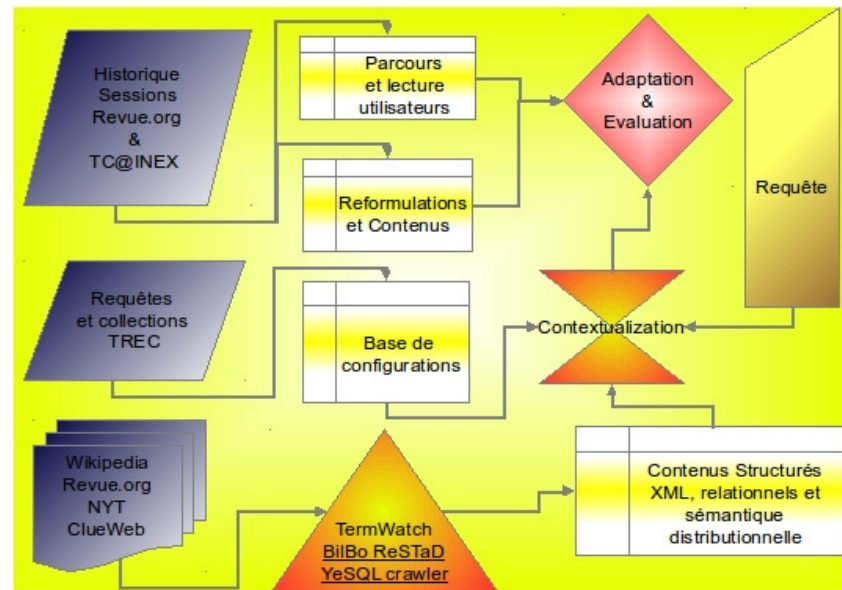 Historique
Sessions
Revue.org
&
TC@INEX
Parcours
et lecture
utilisateurs
Adaptation
&
Evaluation
Requête
Reformulations
et Contenus
Requêtes
et collections
TREC
Base de
configurations
Contextualization
Wikipedia
Revue.org
NYT
ClueWeb
TermWatch
BilBo ReSTaD
YeSQL crawler
Contenus Structurés
XML, relationnels et
sémantique
distributionnelle